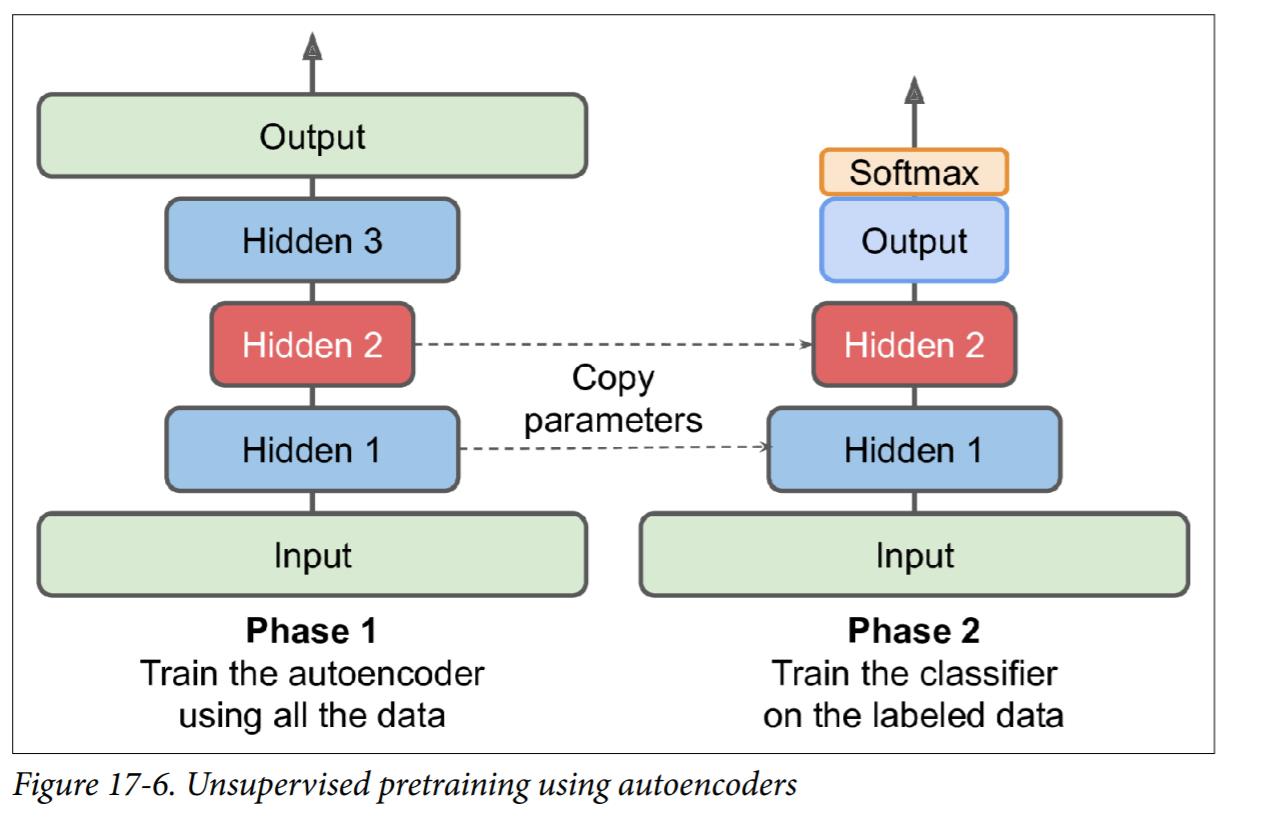 Output
Hidden 3
Hidden 2
Hidden 1
Input
Phase 1
Train the autoencoder
using all the data
Copy
parameters
Softmax
Output
Hidden 2
Hidden 1
Input
Phase 2
Train the classifier
on the labeled data
Figure 17-6. Unsupervised pretraining using autoencoders